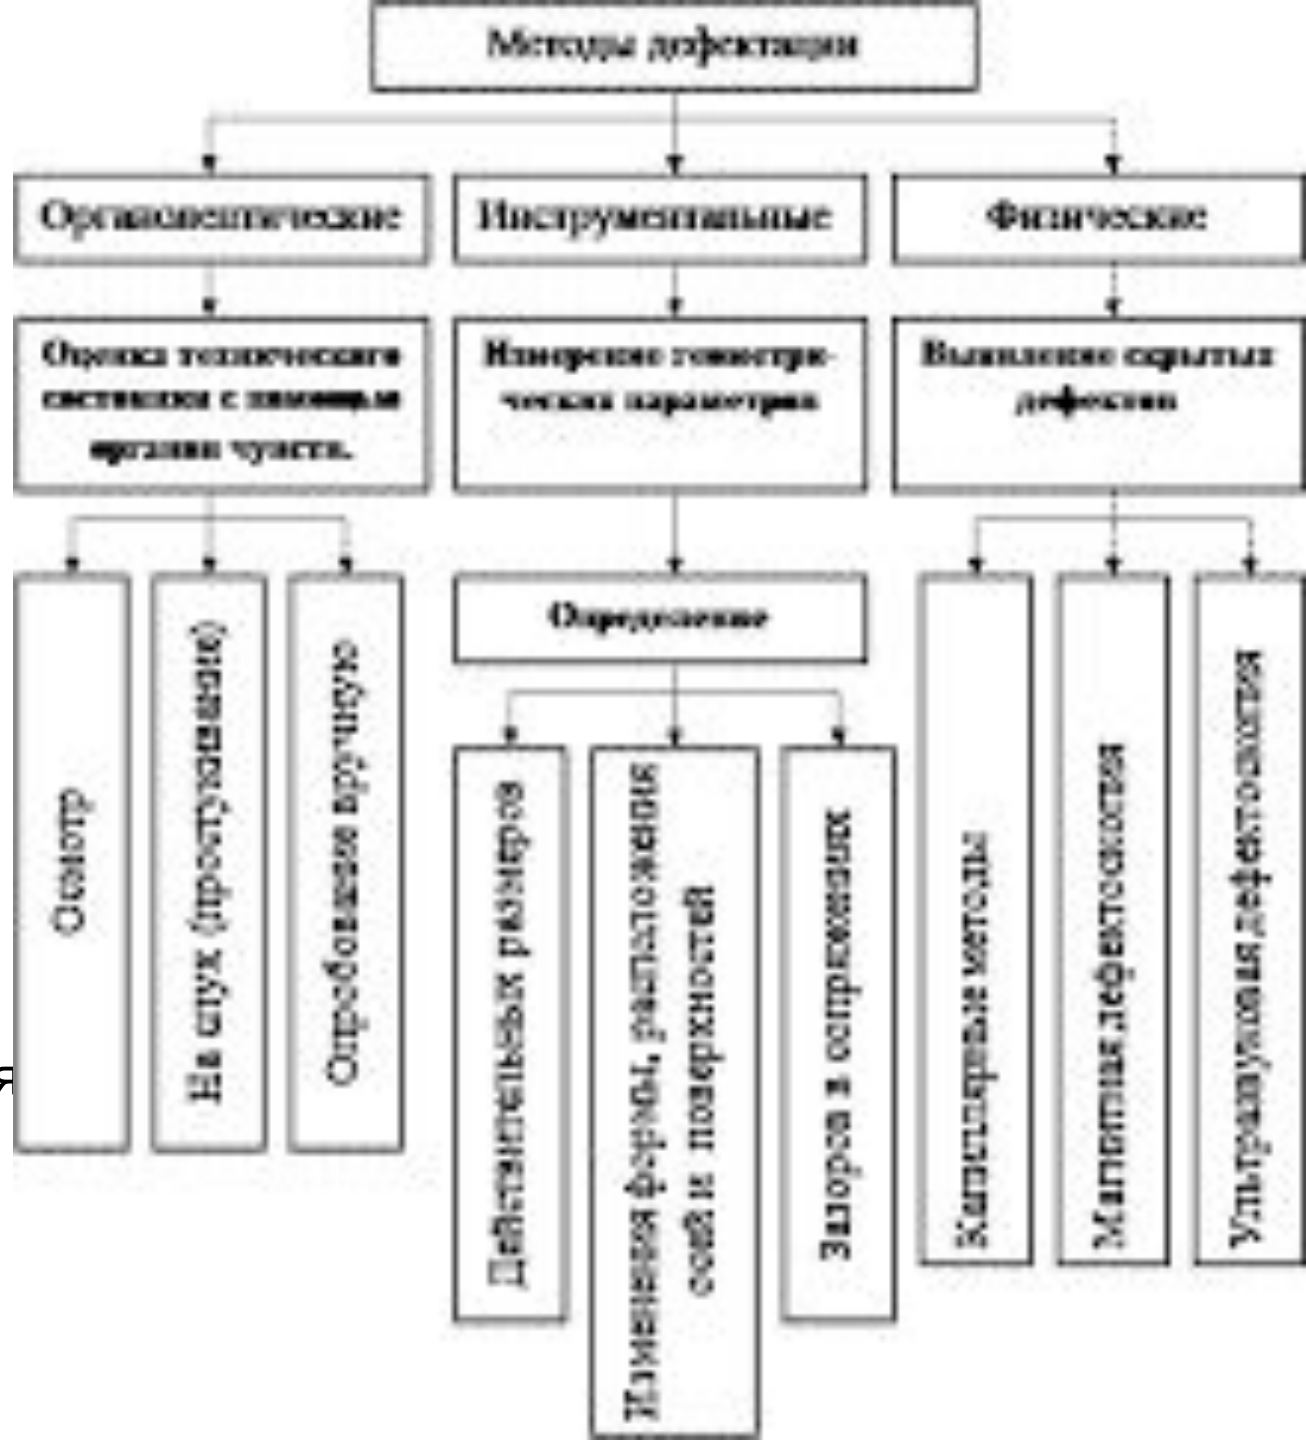 Методы дефектации
Органолептические
Инструментальные
Физические
Оценка технического
состояния с помощью
органов чувств.
Измерение геометри-
ческих параметров
Выявление скрытых
дефектов
Определение
Осмотр
На слух (простукивание)
Опробование вручную
Действительных размеров
Изменения формы, расположения
осей и поверхностей
Зазоров в сопряжениях
Капиллярные методы
Магнитная дефектоскопия
Ультразвуковая дефектоскопия
я